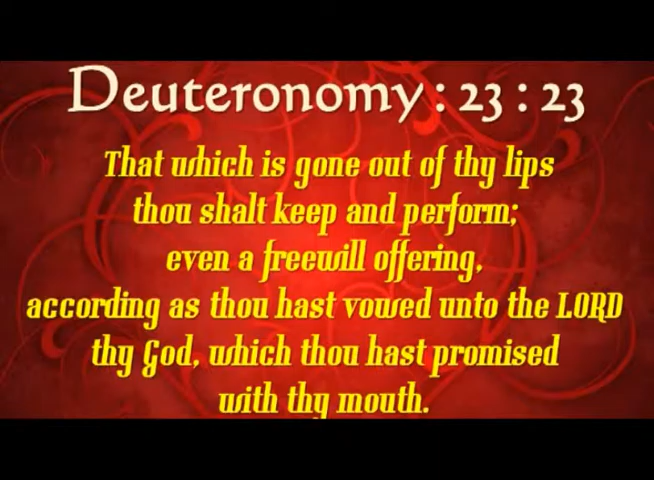 Deuteronomy : 23 : 23
That which is gone out of thy lips
thou shalt keep and perform;
even a freewill offering,
according as thou hast vowed unto the LORD
thy God, which thou hast promised
with thy mouth.